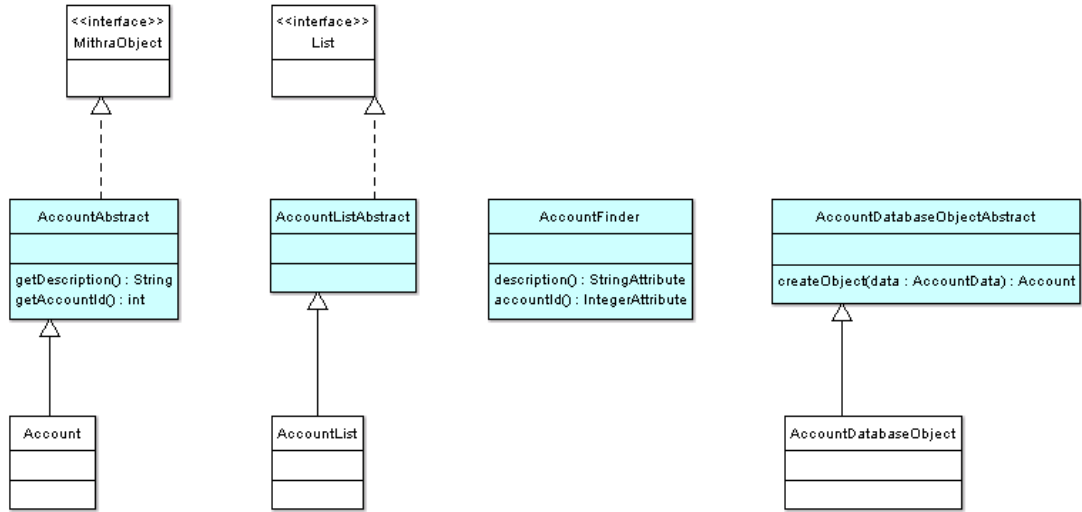 <<interface>>
MithraObject
<<interface>>
List
AccountAbstract
getDescription() : String
getAccountId() : int
AccountListAbstract
AccountFinder
description() : StringAttribute
accountId() : IntegerAttribute
AccountDatabaseObjectAbstract
createObject(data : AccountData) : Account
Account
AccountList
AccountDatabaseObject